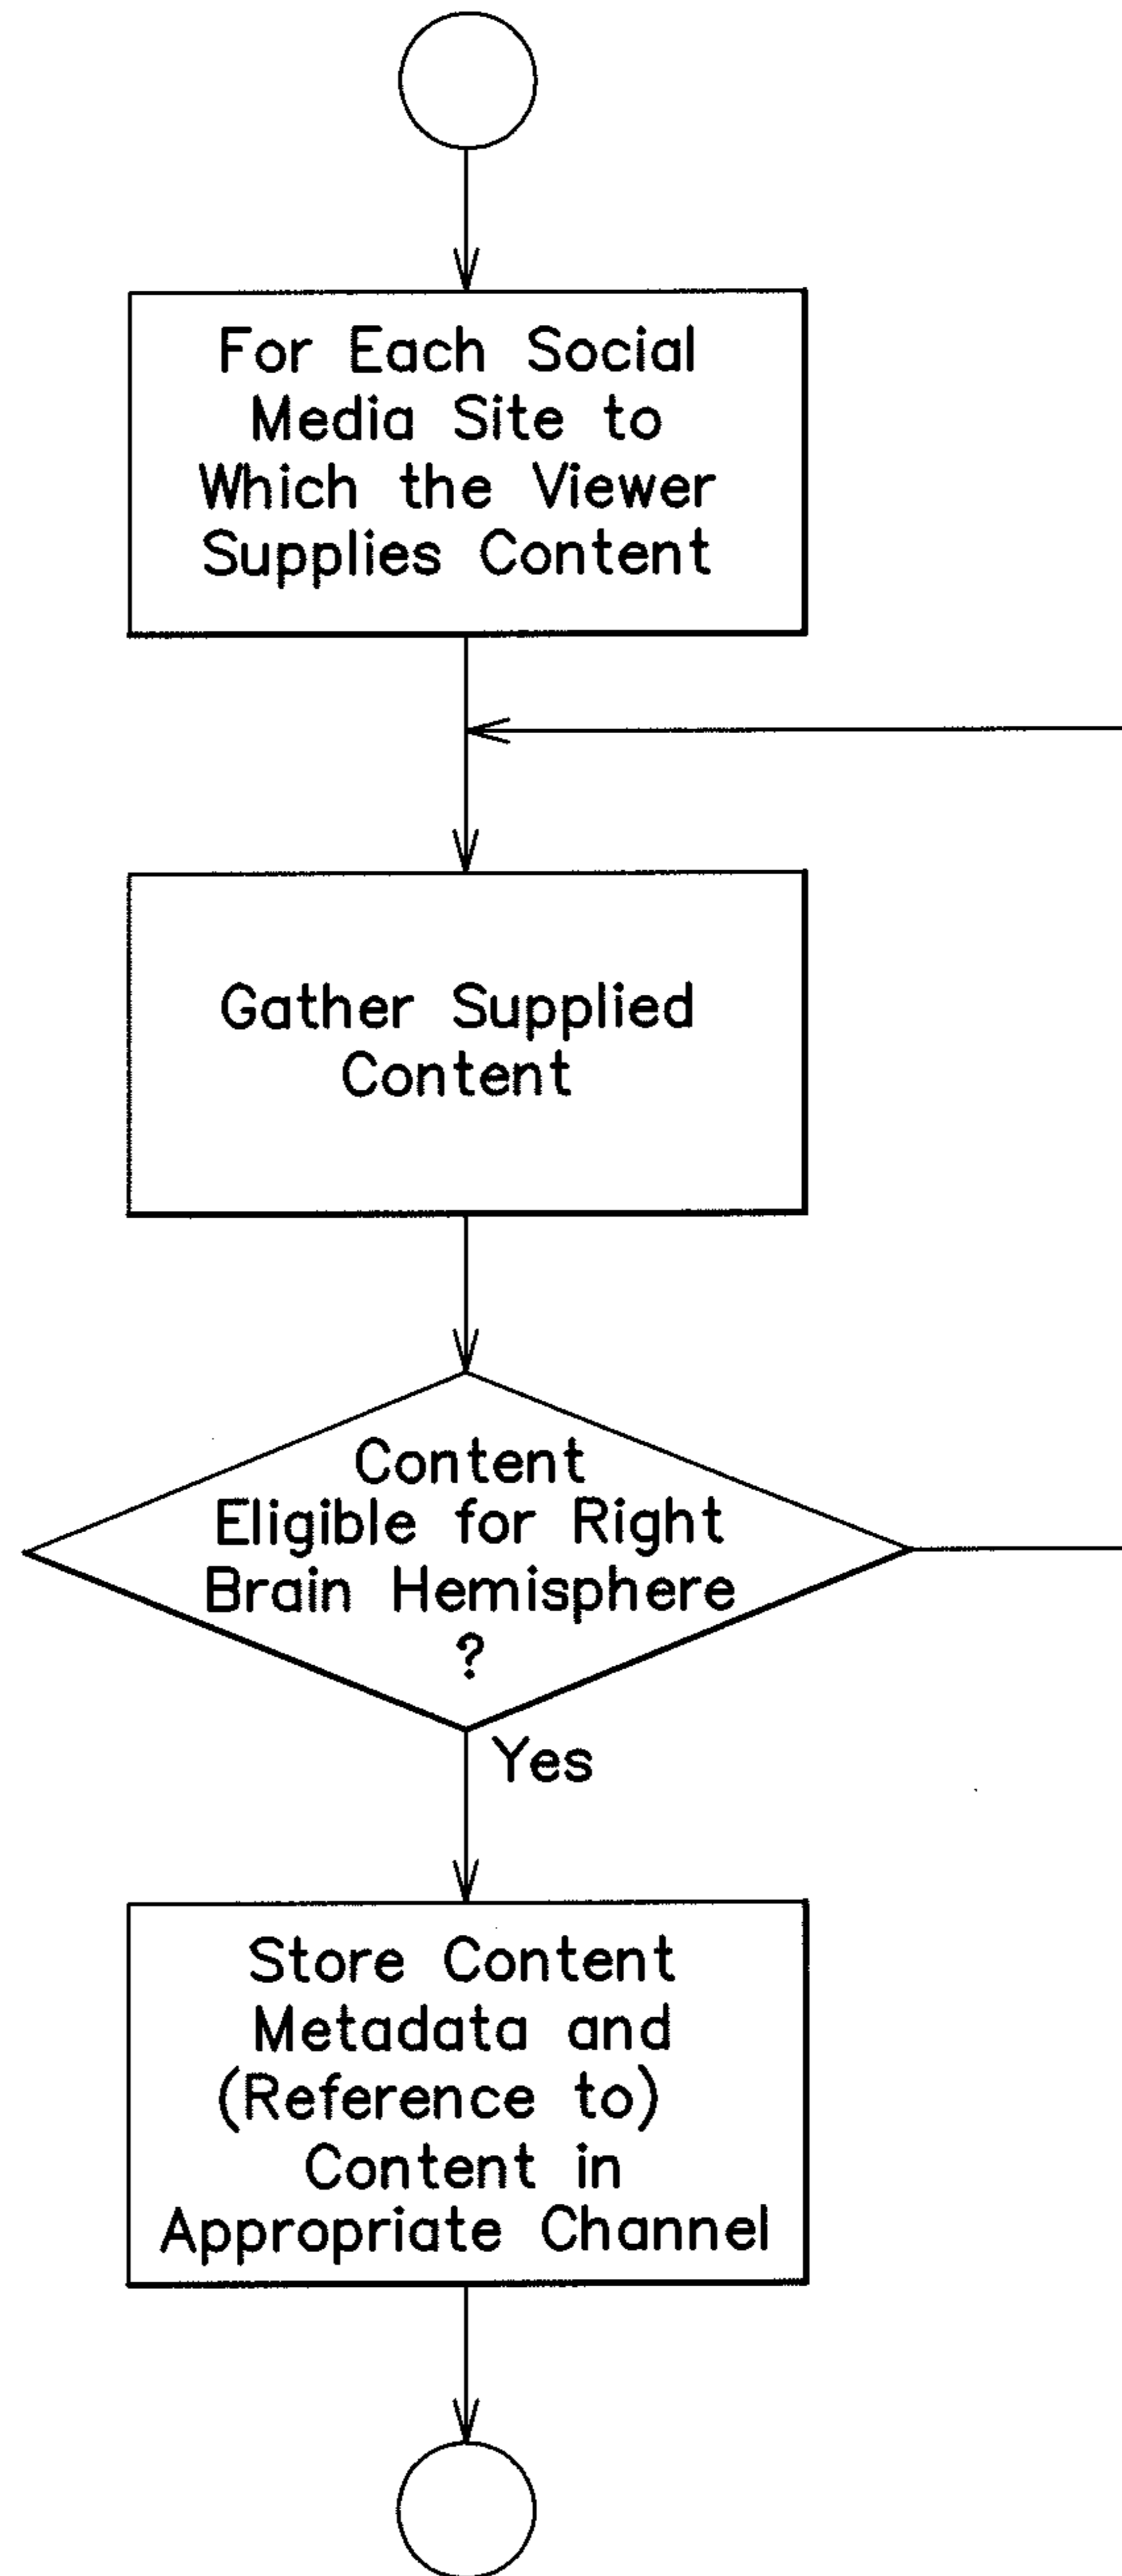 For Each Social
Media Site to
Which the Viewer
Supplies Content
Gather Supplied
Content
Content
Eligible for Right
Brain Hemisphere
?
Yes
Store Content
Metadata and
(Reference to)
Content in
Appropriate Channel